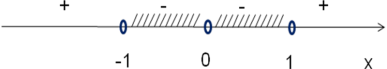 + - - +
-1 0 1 x